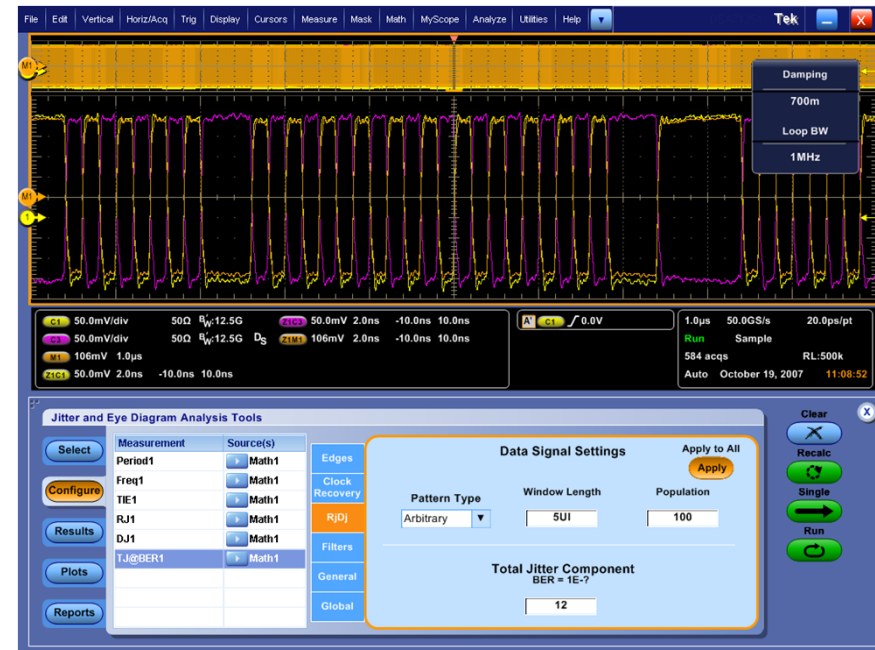 File Edit Vertical Horiz/Acq Trig Display Cursors Measure Mask Math MyScope Analyze Utilities Help Tek X
M1
Damping
700m
Loop BW
1MHz
M1
1
C1 50.0mV/div 50Ω BW:12.5G Z1C3 50.0mV 2.0ns -10.0ns 10.0ns A' C1 0.0V 1.0µs 50.0GS/s 20.0ps/pt
C3 50.0mV/div 50Ω BW:12.5G DS Z1M1 106mV 2.0ns -10.0ns 10.0ns Run Sample
M1 106mV 1.0µs 584 acqs RL:500k
Z1C1 50.0mV 2.0ns -10.0ns 10.0ns Auto October 19, 2007 11:08:52
Jitter and Eye Diagram Analysis Tools Clear X
Select Measurement Source(s) Data Signal Settings Apply to All Recalc
Period1 Math1 Edges Apply
Configure Freq1 Math1 Clock Recovery Pattern Type Window Length Population Single
TIE1 Math1
RJ1 Math1 RjDj Arbitrary 5UI 100
Results DJ1 Math1 Filters Run
TJ@BER1 Math1
Plots General Total Jitter Component
BER = 1E-?
Reports Global 12